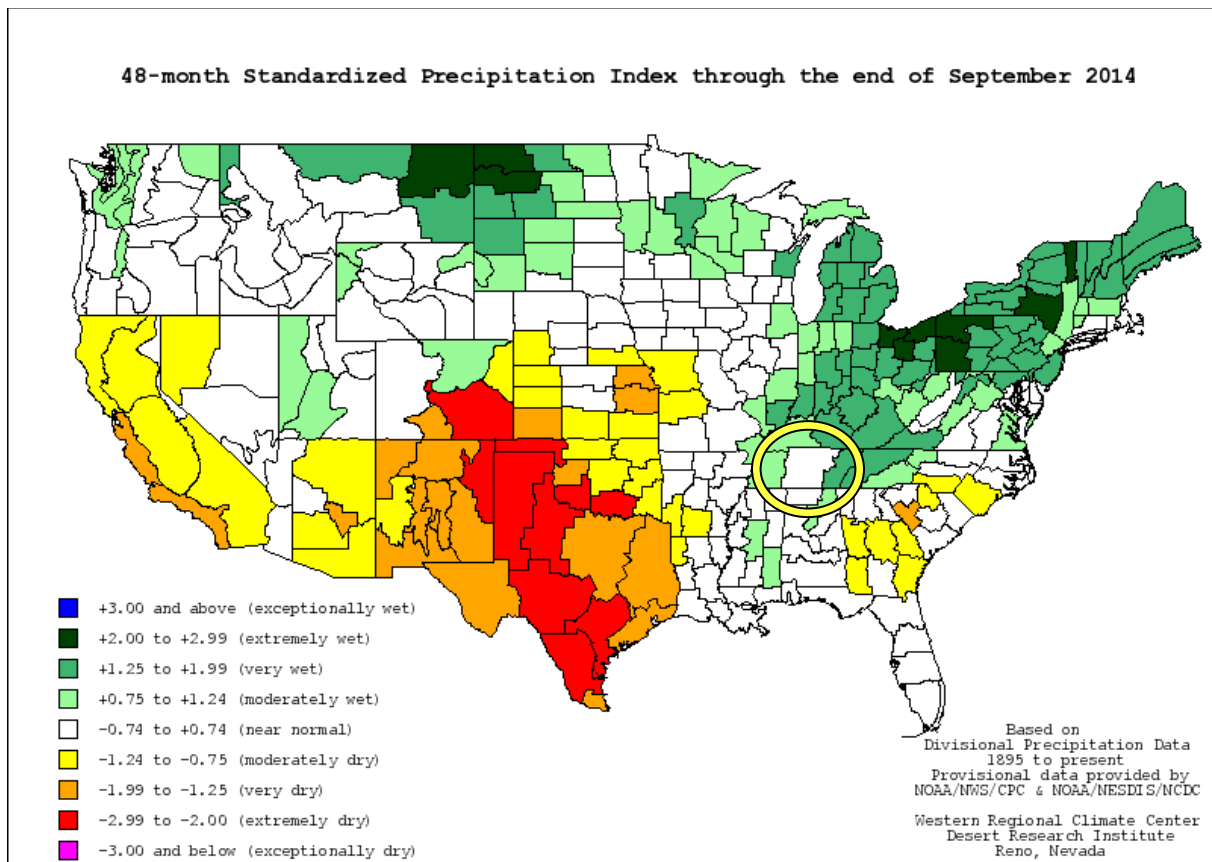 48-month Standardized Precipitation Index through the end of September 2014
+3.00 and above (exceptionally wet)
+2.00 to +2.99 (extremely wet)
+1.25 to +1.99 (very wet)
+0.75 to +1.24 (moderately wet)
-0.74 to +0.74 (near normal)
-1.24 to -0.75 (moderately dry)
-1.99 to -1.25 (very dry)
-2.99 to -2.00 (extremely dry)
-3.00 and below (exceptionally dry)
Based on
Divisional Precipitation Data
1895 to present
Provisional data provided by
NOAA/NWS/CPC & NOAA/NESDIS/NCDC
Western Regional Climate Center
Desert Research Institute
Reno, Nevada